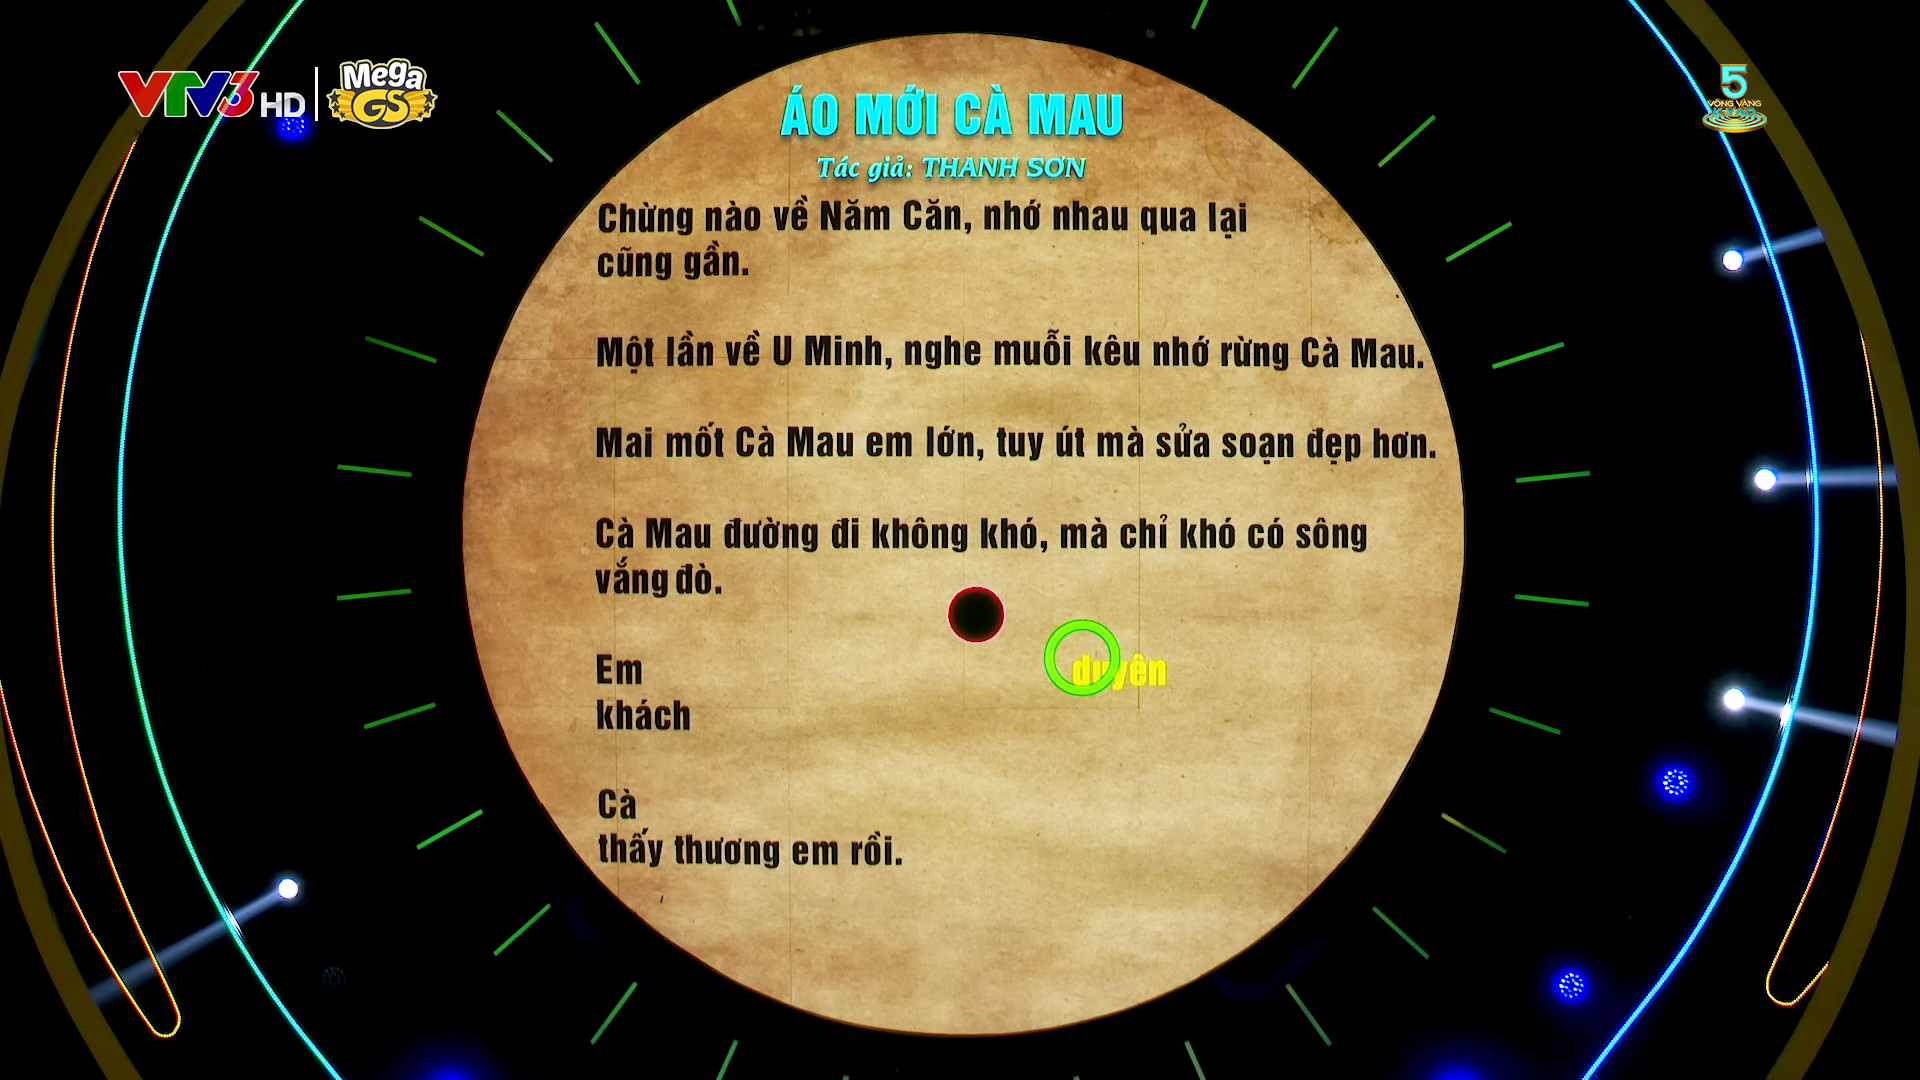 VTV3 HD
Mega GS
5
VÒNG VÀNG
ÁO MỚI CÀ MAU
Tác giả: THANH SƠN
Chừng nào về Năm Căn, nhớ nhau qua lại
cũng gần.
Một lần về U Minh, nghe muỗi kêu nhớ rừng Cà Mau.
Mai mốt Cà Mau em lớn, tuy út mà sửa soạn đẹp hơn.
Cà Mau đường đi không khó, mà chỉ khó có sông
vắng đò.
Em duyên
khách
Cà
thấy thương em rồi.